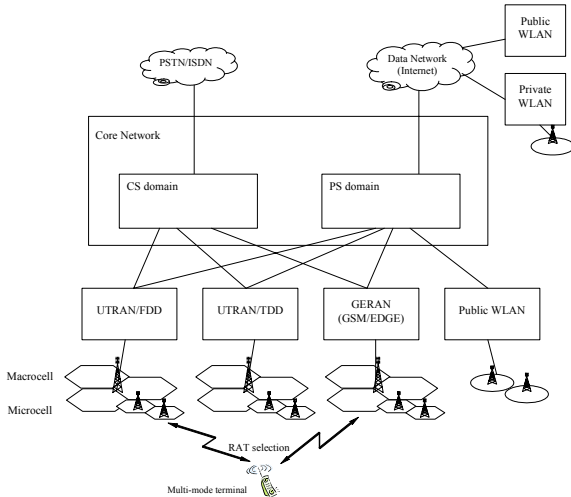 Public
WLAN
PSTN/ISDN
Data Network
(Internet)
Private
WLAN
Core Network
CS domain
PS domain
UTRAN/FDD
UTRAN/TDD
GERAN
(GSM/EDGE)
Public WLAN
Macrocell
Microcell
RAT selection
Multi-mode terminal